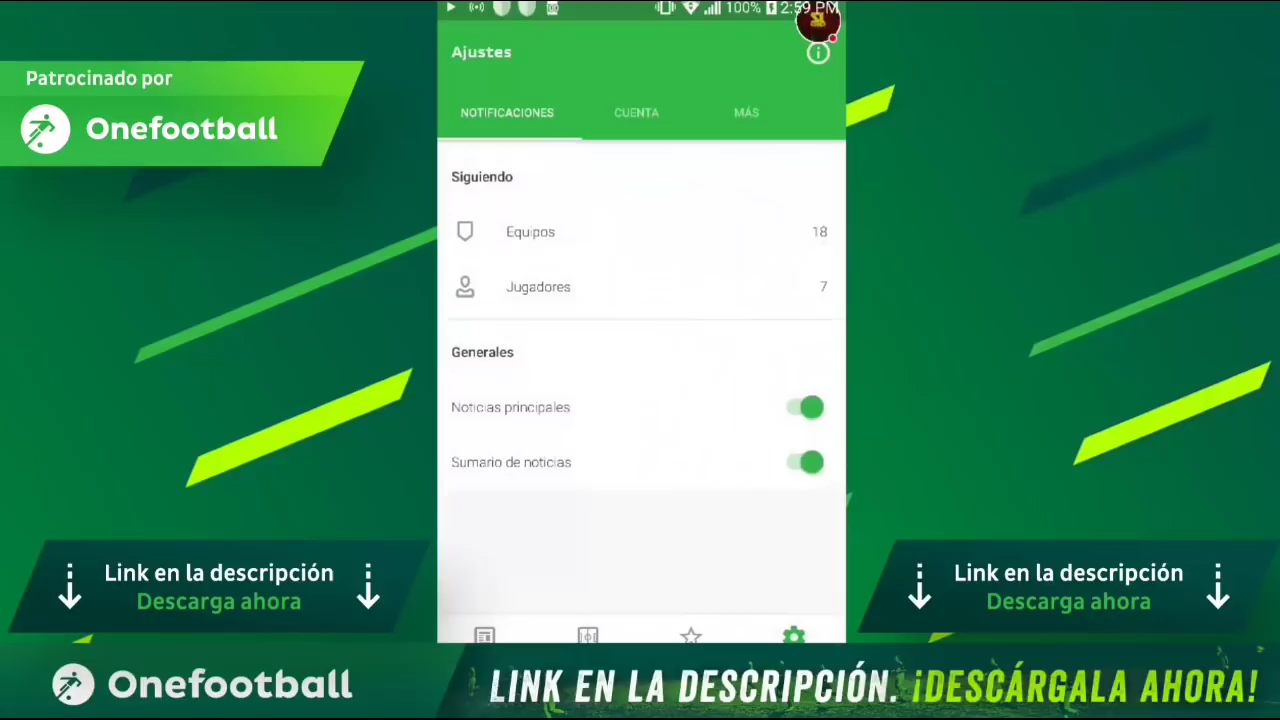 100% 2:59 PM
Patrocinado por
Onefootball
Ajustes
NOTIFICACIONES CUENTA MÁS
Siguiendo
Equipos 18
Jugadores 7
Generales
Noticias principales
Sumario de noticias
Link en la descripción
Descarga ahora
Link en la descripción
Descarga ahora
Onefootball
LINK EN LA DESCRIPCIÓN. ¡DESCÁRGALA AHORA!